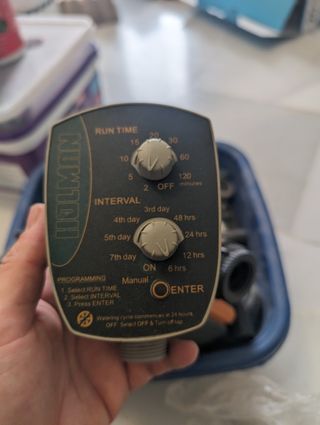 HOLMAN
RUN TIME
2 5 10 15 20 30 60 120 OFF
minutes
INTERVAL
ON
Manual
7th day
5th day
4th day
3rd day
48 hrs
24 hrs
12 hrs
6 hrs
ENTER
PROGRAMMING
1. Select RUN TIME
2. Select INTERVAL
3. Press ENTER
Watering cycle commences in 24 hours.
OFF: Select OFF & Turn off tap